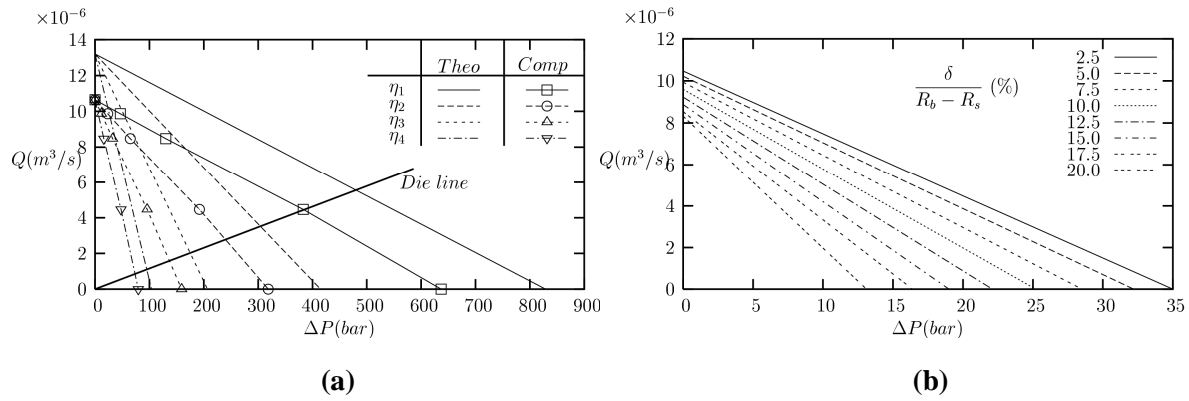 ×10⁻⁶
14
12
10
8
6
4
2
0
Q(m³/s)
0 100 200 300 400 500 600 700 800 900
ΔP(bar)
Theo Comp
η₁
η₂
η₃
η₄
Die line
(a)
×10⁻⁶
12
10
8
6
4
2
0
Q(m³/s)
0 5 10 15 20 25 30 35
ΔP(bar)
δ
R_b − R_s (%)
2.5
5.0
7.5
10.0
12.5
15.0
17.5
20.0
(b)